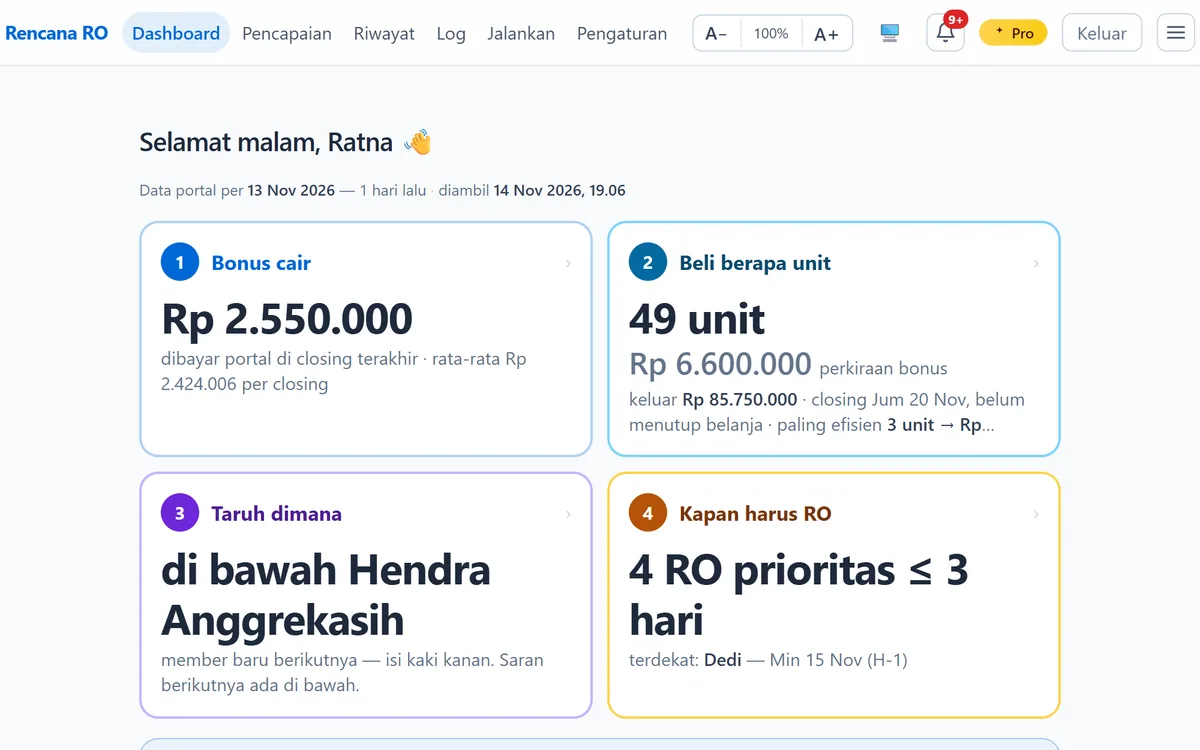 Rencana RO Dashboard Pencapaian Riwayat Log Jalankan Pengaturan A− 100% A+ 9+ Pro Keluar
Selamat malam, Ratna
Data portal per 13 Nov 2026 — 1 hari lalu · diambil 14 Nov 2026, 19.06
1 Bonus cair
Rp 2.550.000
dibayar portal di closing terakhir · rata-rata Rp
2.424.006 per closing
2 Beli berapa unit
49 unit
Rp 6.600.000 perkiraan bonus
keluar Rp 85.750.000 · closing Jum 20 Nov, belum
menutup belanja · paling efisien 3 unit → Rp...
3 Taruh dimana
di bawah Hendra
Anggrekasih
member baru berikutnya — isi kaki kanan. Saran
berikutnya ada di bawah.
4 Kapan harus RO
4 RO prioritas ≤ 3
hari
terdekat: Dedi — Min 15 Nov (H-1)